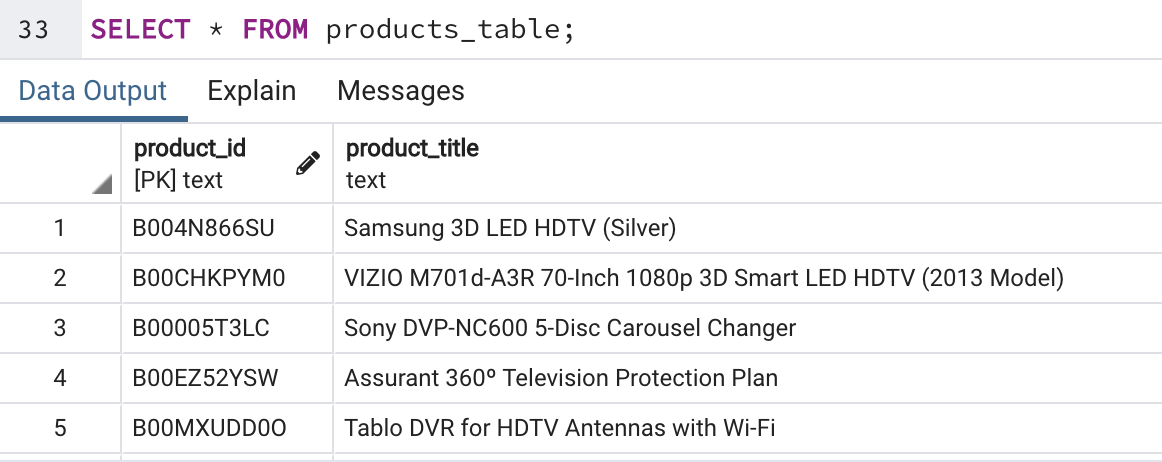 33 SELECT * FROM products_table;
Data Output Explain Messages
product_id product_title
[PK] text text
1 B004N866SU Samsung 3D LED HDTV (Silver)
2 B00CHKPYM0 VIZIO M701d-A3R 70-Inch 1080p 3D Smart LED HDTV (2013 Model)
3 B00005T3LC Sony DVP-NC600 5-Disc Carousel Changer
4 B00EZ52YSW Assurant 360º Television Protection Plan
5 B00MXUDD0O Tablo DVR for HDTV Antennas with Wi-Fi